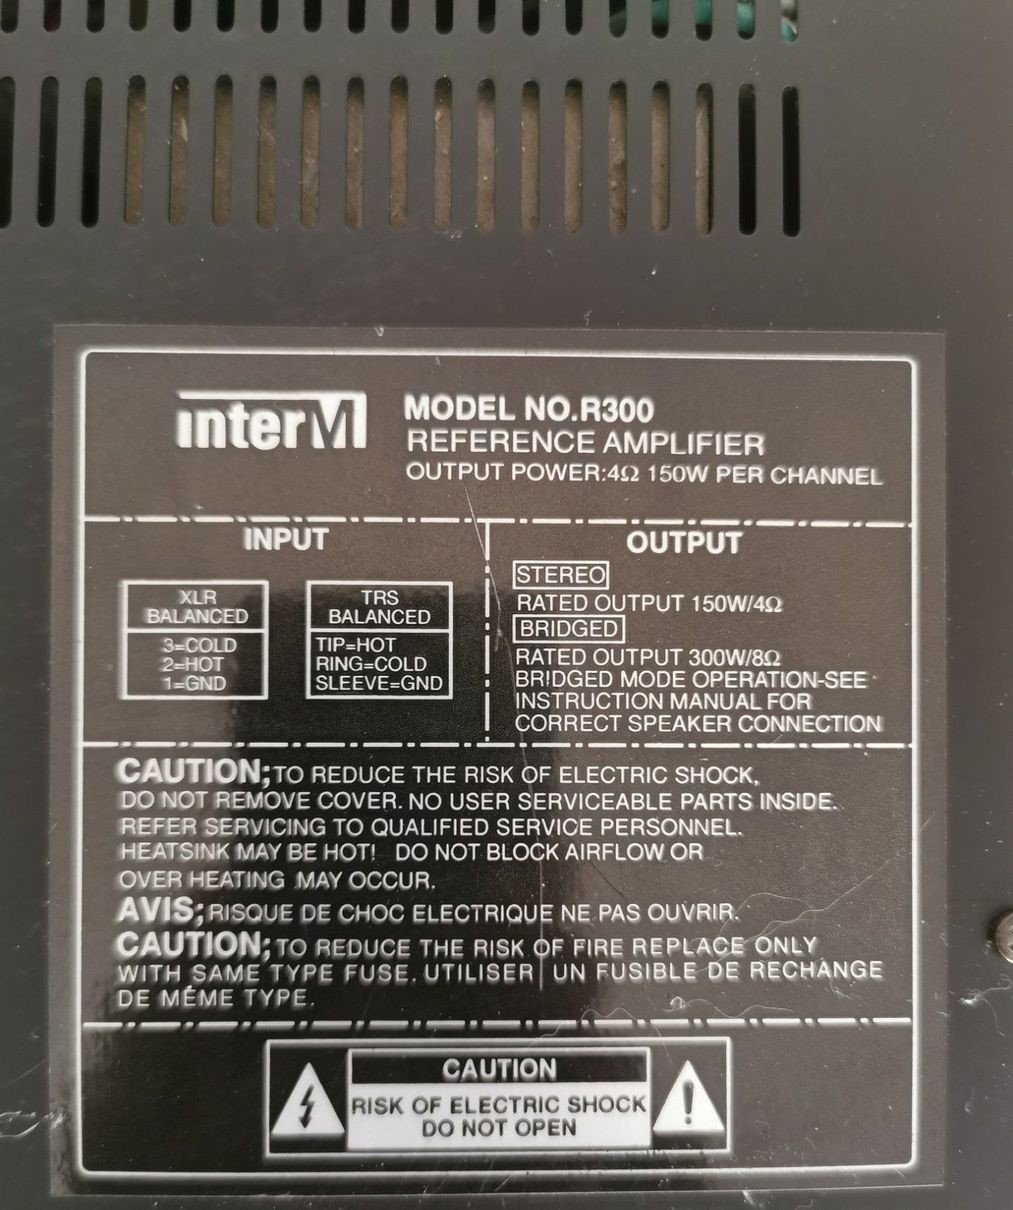 interM
MODEL NO.R300
REFERENCE AMPLIFIER
OUTPUT POWER:4Ω 150W PER CHANNEL
INPUT
XLR
BALANCED
3=COLD
2=HOT
1=GND
TRS
BALANCED
TIP=HOT
RING=COLD
SLEEVE=GND
OUTPUT
STEREO
RATED OUTPUT 150W/4Ω
BRIDGED
RATED OUTPUT 300W/8Ω
BRIDGED MODE OPERATION-SEE
INSTRUCTION MANUAL FOR
CORRECT SPEAKER CONNECTION
CAUTION;TO REDUCE THE RISK OF ELECTRIC SHOCK,
DO NOT REMOVE COVER. NO USER SERVICEABLE PARTS INSIDE.
REFER SERVICING TO QUALIFIED SERVICE PERSONNEL.
HEATSINK MAY BE HOT! DO NOT BLOCK AIRFLOW OR
OVER HEATING MAY OCCUR.
AVIS;RISQUE DE CHOC ELECTRIQUE NE PAS OUVRIR.
CAUTION;TO REDUCE THE RISK OF FIRE REPLACE ONLY
WITH SAME TYPE FUSE. UTILISER UN FUSIBLE DE RECHANGE
DE MÉME TYPE.
CAUTION
RISK OF ELECTRIC SHOCK
DO NOT OPEN